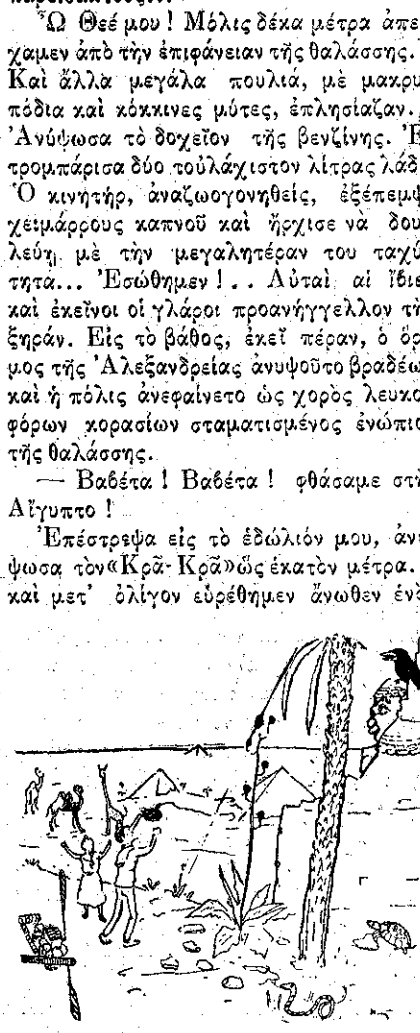 Ὦ Θεέ μου! Μόλις δέκα μέτρα ἀπε
χαμεν ἀπὸ τὴν ἐπιφάνειαν τῆς θαλάσσης.
Καὶ ἄλλα μεγάλα πουλιά, μὲ μακρυ
πόδια καὶ κόκκινες μύτες, ἐπλησίαζαν.
Ἀνύψωσα τὸ δοχεῖον τῆς βενζίνης. Ἐ
τρομπάρισα δύο τοὐλάχιστον λίτρας λάδ
Ὁ κινητήρ, ἀναζωογονηθείς, ἐξέπεμψ
χειμάρρους καπνοῦ καὶ ἤρχισε νὰ δου
λεύῃ μὲ τὴν μεγαλητέραν του ταχύ
τητα... Ἐσώθημεν!.. Αὐταὶ αἱ ἴβιε
καὶ ἐκεῖνοι οἱ γλάροι προανήγγελλον τὴ
ξηράν. Εἰς τὸ βάθος, ἐκεῖ πέραν, ὁ ὅρ
μος τῆς Ἀλεξανδρείας ἀνυψοῦτο βραδέω
καὶ ἡ πόλις ἀνεφαίνετο ὡς χορὸς λευκο
φόρων κορασίων σταματισμένος ἐνώπιο
τῆς θαλάσσης.
— Βαβέτα! Βαβέτα! φθάσαμε στὴ
Αἴγυπτο!
Ἐπέστρεψα εἰς τὸ ἑδώλιόν μου, ἀν
ψωσα τὸν «Κρᾶ-Κρᾶ» ὣς ἑκατὸν μέτρα.
καὶ μετ' ὀλίγον εὑρέθημεν ἄνωθεν ἑν